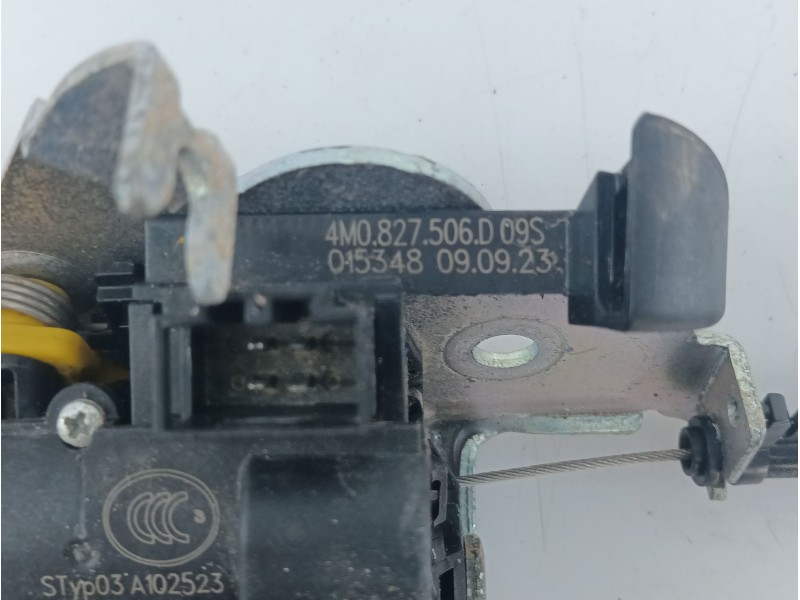 4M0.827.506.D 09S
015348 09.09.23
CCC
STyp03 A102523